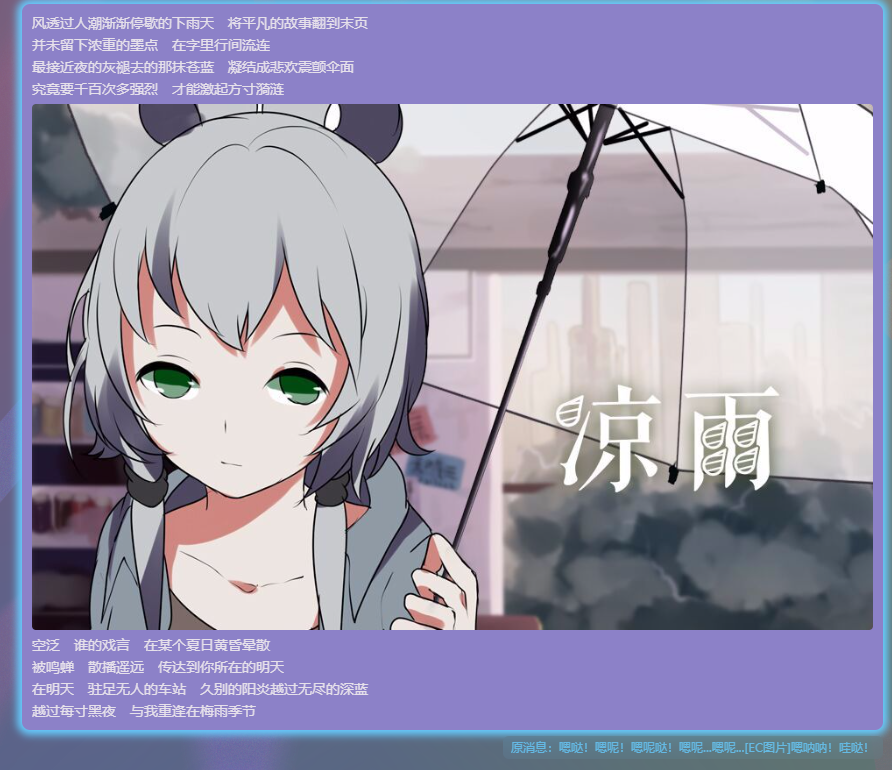 风透过人潮渐渐停歇的下雨天　将平凡的故事翻到末页
并未留下浓重的墨点　在字里行间流连
最接近夜的灰褪去的那抹苍蓝　凝结成悲欢震颤伞面
究竟要千百次多强烈　才能激起方寸漪涟
凉雨
空泛　谁的戏言　在某个夏日黄昏晕散
被鸣蝉　散播遥远　传达到你所在的明天
在明天　驻足无人的车站　久别的阳炎越过无尽的深蓝
越过每寸黑夜　与我重逢在梅雨季节
原消息：嗯哒！嗯呢！嗯呢哒！嗯呢...嗯呢...[EC图片]嗯呐呐！哇哒！